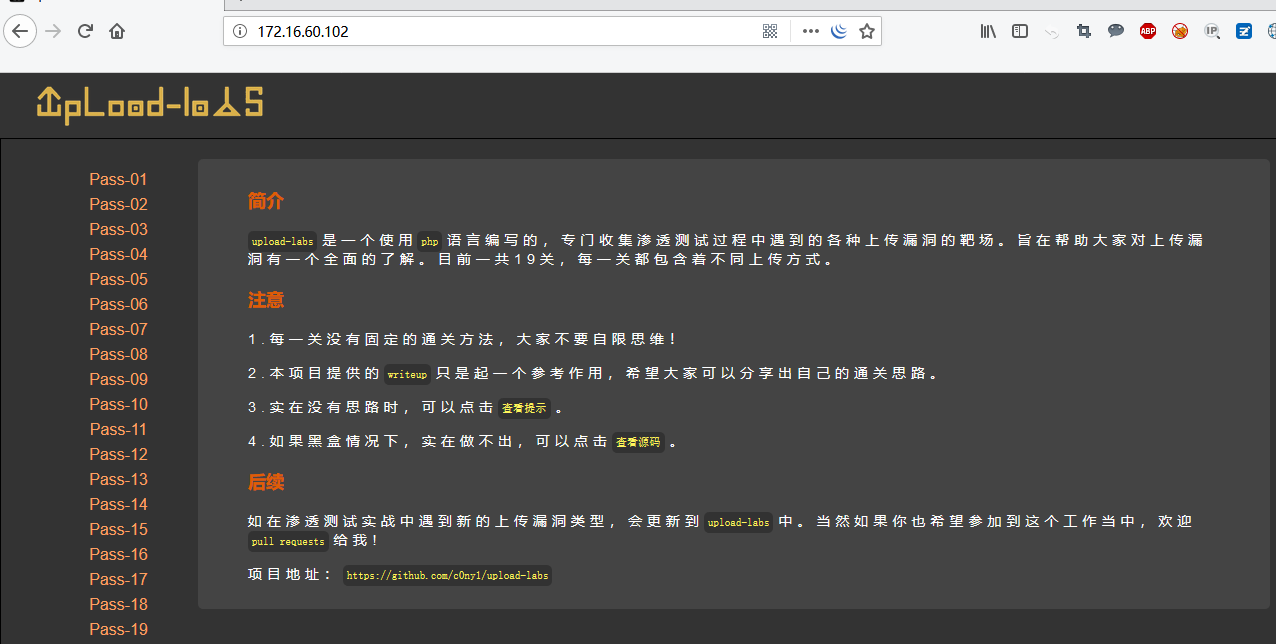 172.16.60.102
ABP
IP
Z
UpLoad-labS
Pass-01
Pass-02
Pass-03
Pass-04
Pass-05
Pass-06
Pass-07
Pass-08
Pass-09
Pass-10
Pass-11
Pass-12
Pass-13
Pass-14
Pass-15
Pass-16
Pass-17
Pass-18
Pass-19
简介
upload-labs 是一个使用 php 语言编写的，专门收集渗透测试过程中遇到的各种上传漏洞的靶场。旨在帮助大家对上传漏
洞有一个全面的了解。目前一共19关，每一关都包含着不同上传方式。
注意
1.每一关没有固定的通关方法，大家不要自限思维！
2.本项目提供的 writeup 只是起一个参考作用，希望大家可以分享出自己的通关思路。
3.实在没有思路时，可以点击 查看提示 。
4.如果黑盒情况下，实在做不出，可以点击 查看源码 。
后续
如在渗透测试实战中遇到新的上传漏洞类型，会更新到 upload-labs 中。当然如果你也希望参加到这个工作当中，欢迎
pull requests 给我！
项目地址： https://github.com/c0ny1/upload-labs